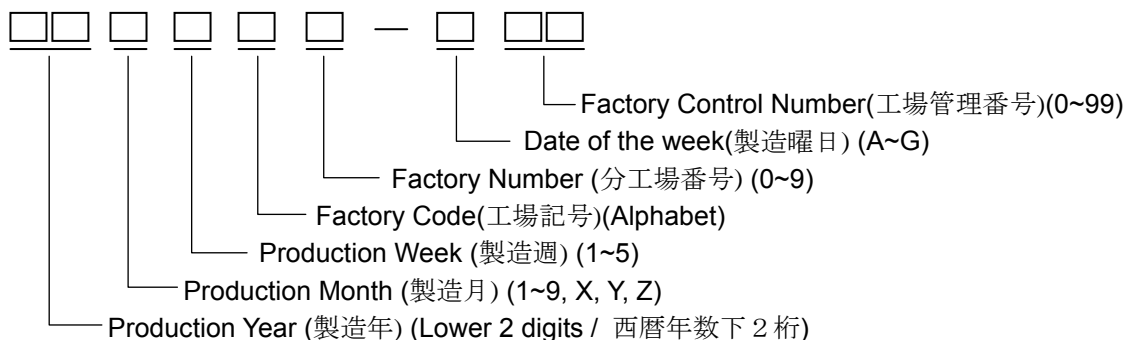 □□ □ □ □ □ － □ □□
Factory Control Number(工場管理番号)(0~99)
Date of the week(製造曜日) (A~G)
Factory Number (分工場番号) (0~9)
Factory Code(工場記号)(Alphabet)
Production Week (製造週) (1~5)
Production Month (製造月) (1~9, X, Y, Z)
Production Year (製造年) (Lower 2 digits / 西暦年数下２桁)